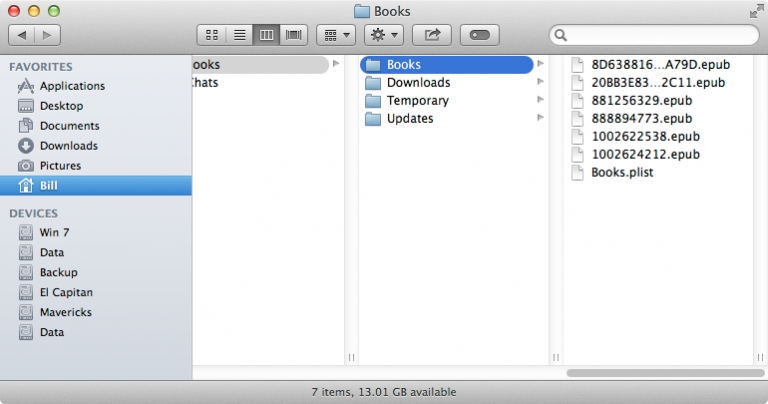 Books
FAVORITES
Applications
Desktop
Documents
Downloads
Pictures
Bill
DEVICES
Win 7
Data
Backup
El Capitan
Mavericks
Data
ooks
Chats
Books
Downloads
Temporary
Updates
8D638816...A79D.epub
20BB3E83...2C11.epub
881256329.epub
888894773.epub
1002622538.epub
1002624212.epub
Books.plist
7 items, 13.01 GB available